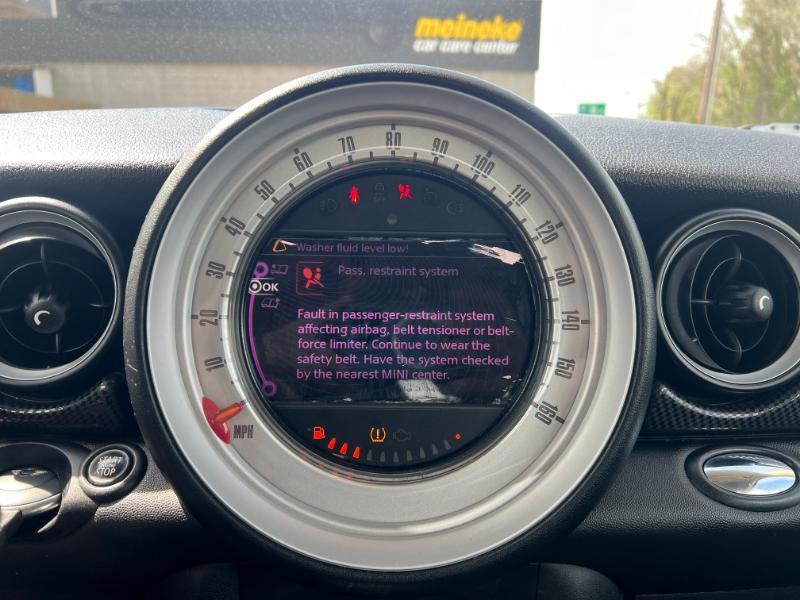 meineke
car care center
10
20
30
40
50
60
70
80
90
100
110
120
130
140
150
160
MPH
Washer fluid level low!
Pass. restraint system
OK
Fault in passenger-restraint system
affecting airbag, belt tensioner or belt-
force limiter. Continue to wear the
safety belt. Have the system checked
by the nearest MINI center.
START
STOP